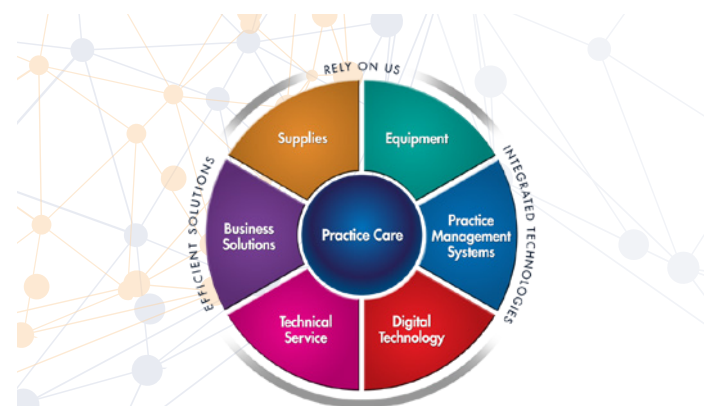 RELY ON US
Supplies
Equipment
EFFICIENT SOLUTIONS
INTEGRATED TECHNOLOGIES
Business
Solutions
Practice Care
Practice
Management
Systems
Technical
Service
Digital
Technology